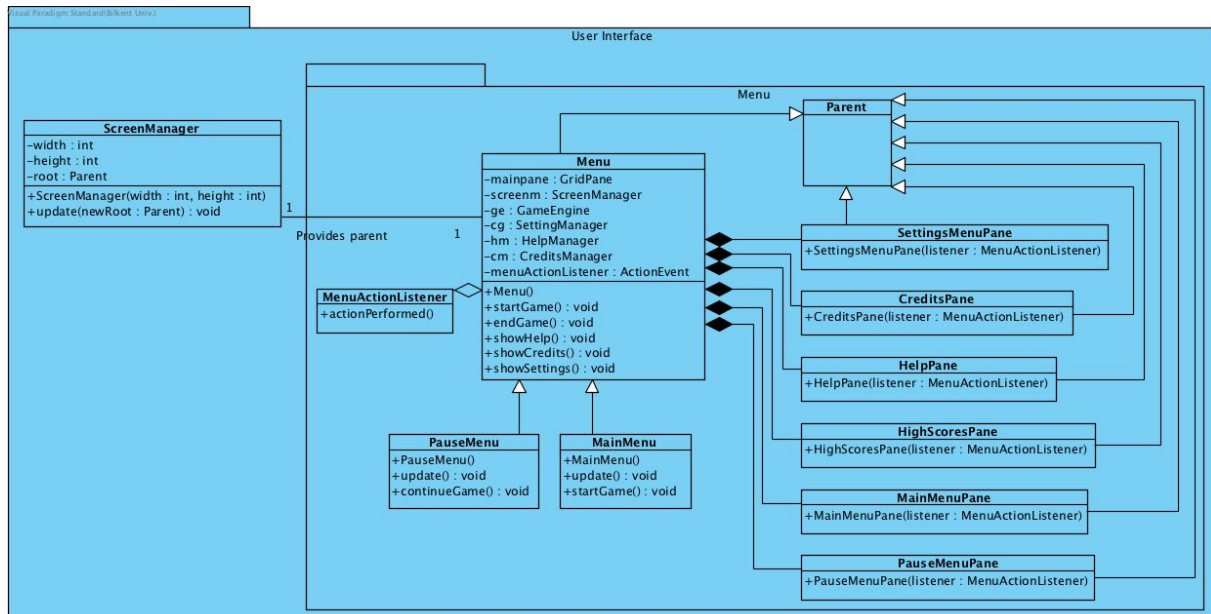 Visual Paradigm Standard(Bilkent Univ.)
User Interface
Menu
ScreenManager
-width : int
-height : int
-root : Parent
+ScreenManager(width : int, height : int)
+update(newRoot : Parent) : void
1
Provides parent
1
Parent
Menu
-mainpane : GridPane
-screenm : ScreenManager
-ge : GameEngine
-cg : SettingManager
-hm : HelpManager
-cm : CreditsManager
-menuActionListener : ActionEvent
+Menu()
+startGame() : void
+endGame() : void
+showHelp() : void
+showCredits() : void
+showSettings() : void
MenuActionListener
+actionPerformed()
PauseMenu
+PauseMenu()
+update() : void
+continueGame() : void
MainMenu
+MainMenu()
+update() : void
+startGame() : void
SettingsMenuPane
+SettingsMenuPane(listener : MenuActionListener)
CreditsPane
+CreditsPane(listener : MenuActionListener)
HelpPane
+HelpPane(listener : MenuActionListener)
HighScoresPane
+HighScoresPane(listener : MenuActionListener)
MainMenuPane
+MainMenuPane(listener : MenuActionListener)
PauseMenuPane
+PauseMenuPane(listener : MenuActionListener)